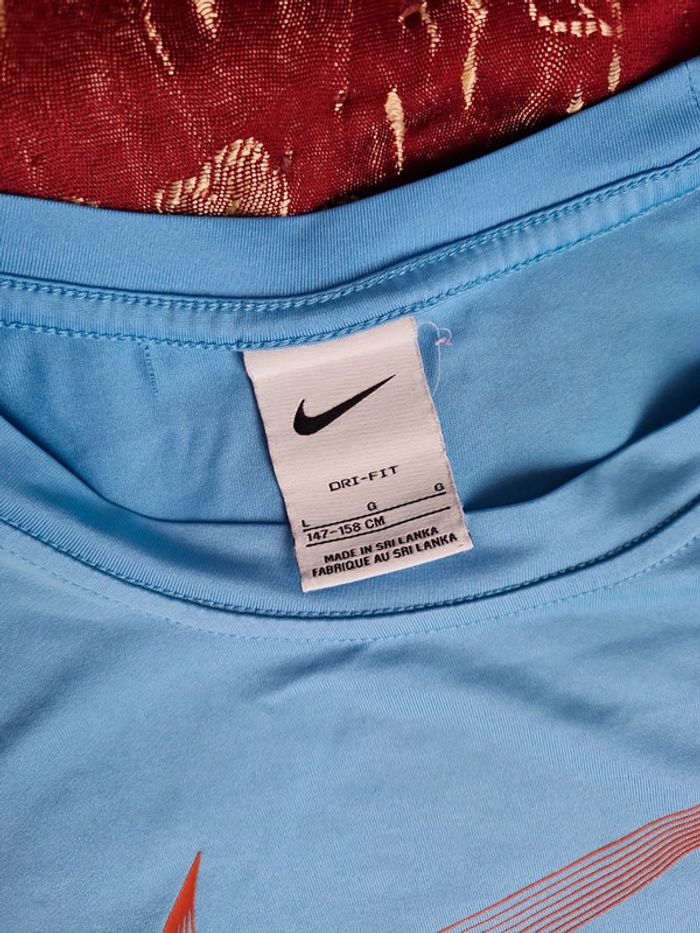 DRI-FIT
L G G
147-158 CM
MADE IN SRI LANKA
FABRIQUE AU SRI LANKA